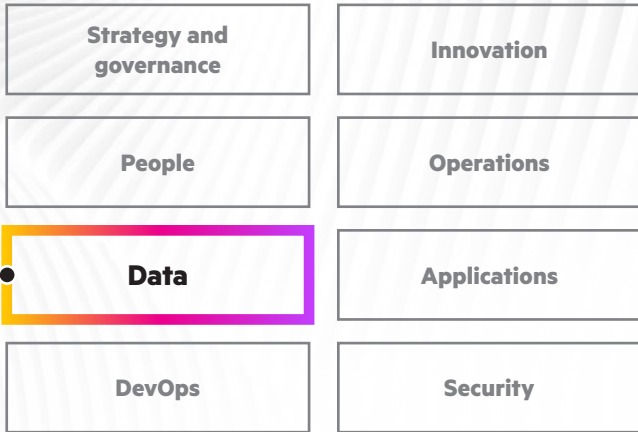 Strategy and
governance
Innovation
People
Operations
Data
Applications
DevOps
Security